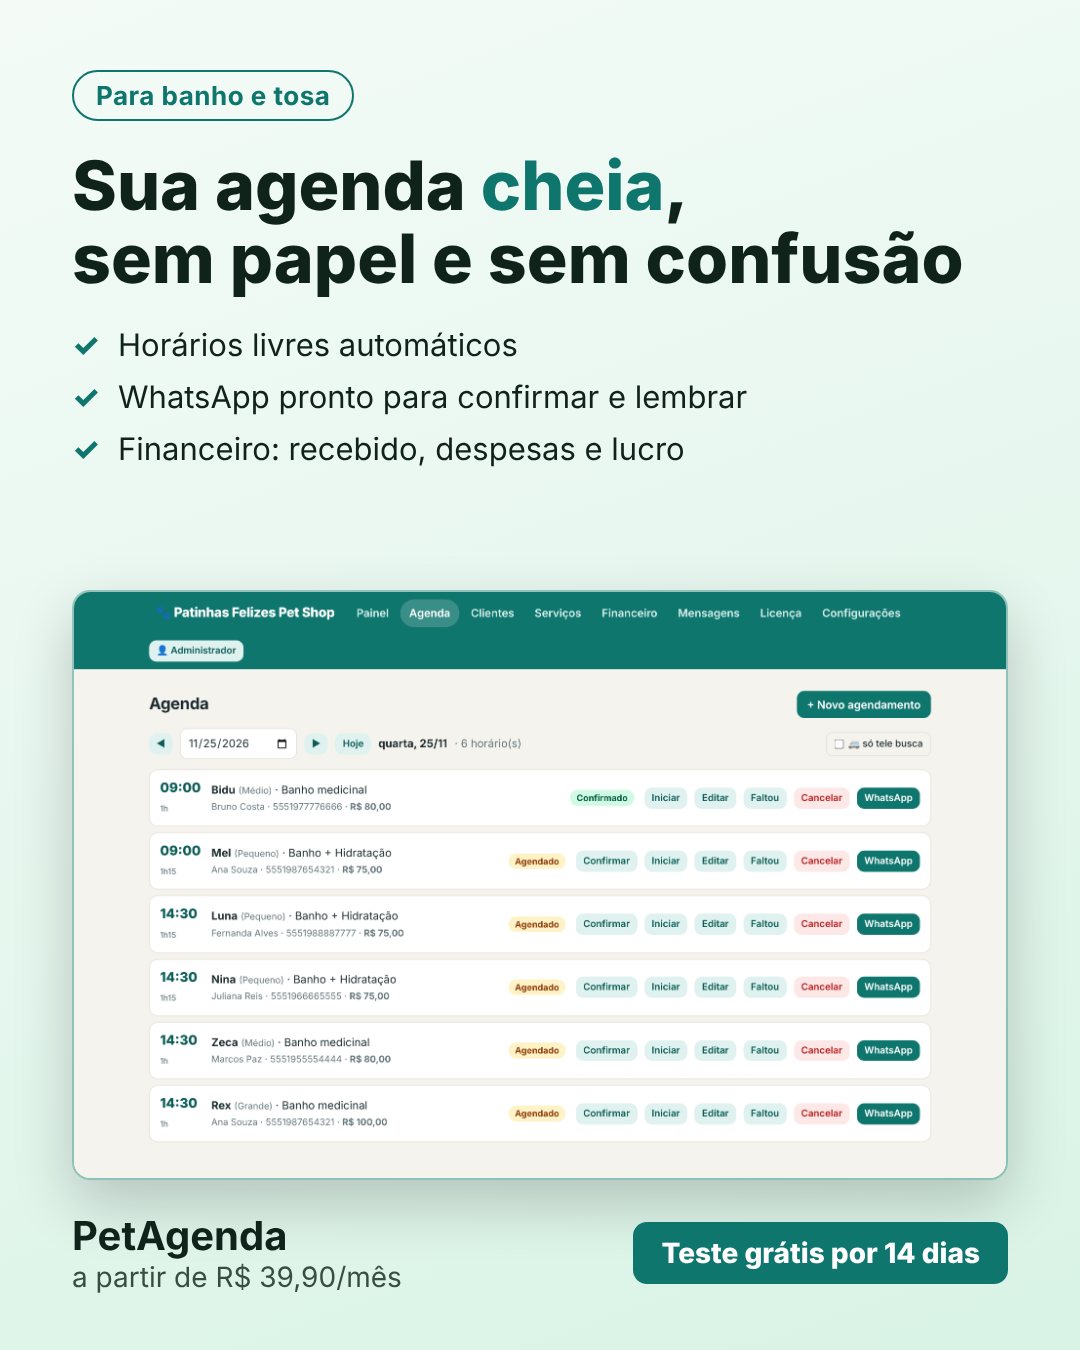 Para banho e tosa
Sua agenda cheia,
sem papel e sem confusão
Horários livres automáticos
WhatsApp pronto para confirmar e lembrar
Financeiro: recebido, despesas e lucro
Patinhas Felizes Pet Shop Painel Agenda Clientes Serviços Financeiro Mensagens Licença Configurações
Administrador
Agenda + Novo agendamento
11/25/2026 Hoje quarta, 25/11 · 6 horário(s) só tele busca
09:00 Bidu (Médio) · Banho medicinal Confirmado Iniciar Editar Faltou Cancelar WhatsApp
1h Bruno Costa · 5551977776666 · R$ 80,00
09:00 Mel (Pequeno) · Banho + Hidratação Agendado Confirmar Iniciar Editar Faltou Cancelar WhatsApp
1h15 Ana Souza · 5551987654321 · R$ 75,00
14:30 Luna (Pequeno) · Banho + Hidratação Agendado Confirmar Iniciar Editar Faltou Cancelar WhatsApp
1h15 Fernanda Alves · 5551988887777 · R$ 75,00
14:30 Nina (Pequeno) · Banho + Hidratação Agendado Confirmar Iniciar Editar Faltou Cancelar WhatsApp
1h15 Juliana Reis · 5551966665555 · R$ 75,00
14:30 Zeca (Médio) · Banho medicinal Agendado Confirmar Iniciar Editar Faltou Cancelar WhatsApp
1h Marcos Paz · 5551955554444 · R$ 80,00
14:30 Rex (Grande) · Banho medicinal Agendado Confirmar Iniciar Editar Faltou Cancelar WhatsApp
1h Ana Souza · 5551987654321 · R$ 100,00
PetAgenda
a partir de R$ 39,90/mês
Teste grátis por 14 dias